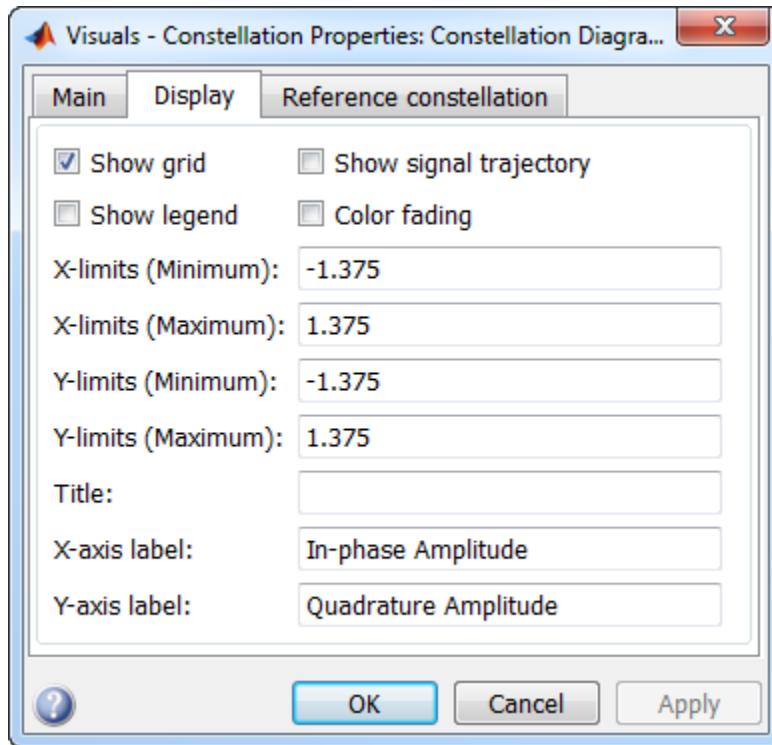 Visuals - Constellation Properties: Constellation Diagra...
Main Display Reference constellation
Show grid Show signal trajectory
Show legend Color fading
X-limits (Minimum): -1.375
X-limits (Maximum): 1.375
Y-limits (Minimum): -1.375
Y-limits (Maximum): 1.375
Title:
X-axis label: In-phase Amplitude
Y-axis label: Quadrature Amplitude
? OK Cancel Apply